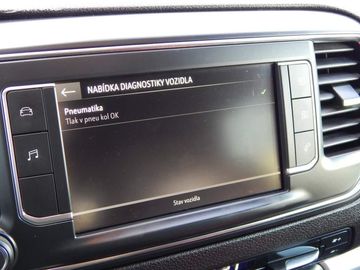 NABÍDKA DIAGNOSTIKY VOZIDLA
Pneumatika
Tlak v pneu kol OK
Stav vozidla